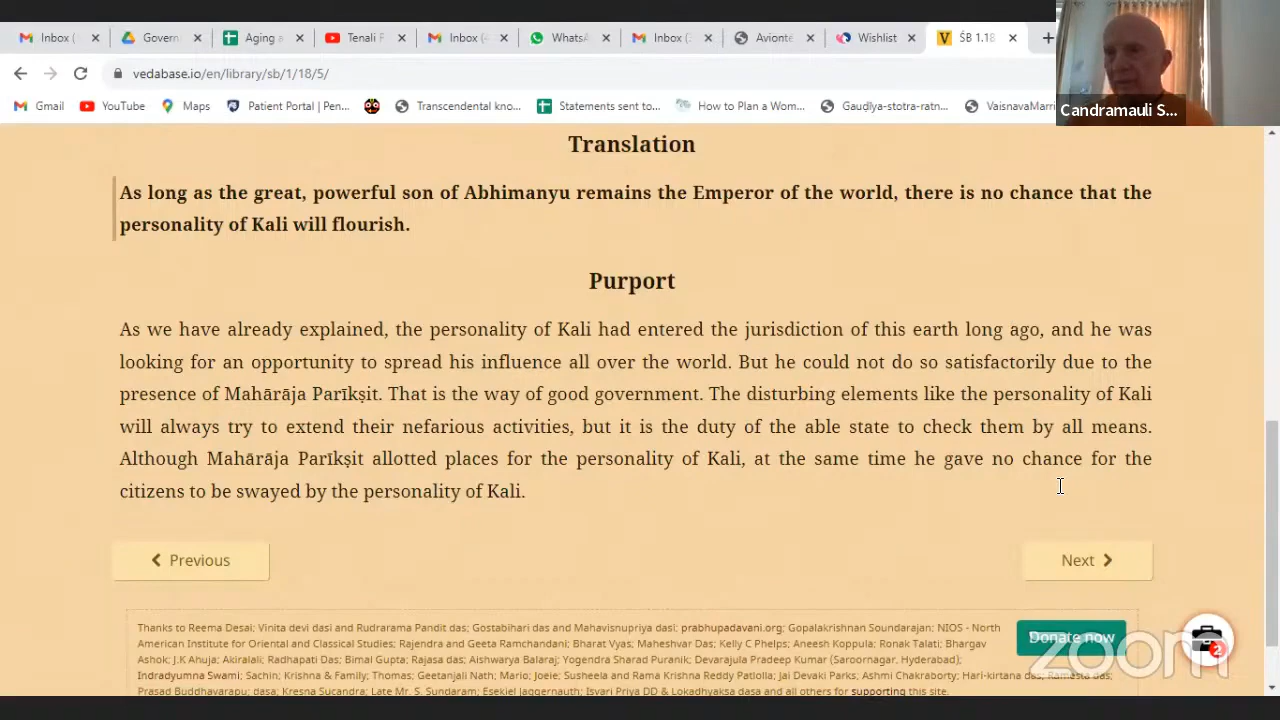 Inbox (
Govern
Aging a
Tenali F
Inbox (
WhatsA
Inbox (
Avionte
Wishlist
ŚB 1.18
vedabase.io/en/library/sb/1/18/5/
Gmail
YouTube
Maps
Patient Portal | Pen...
Transcendental kno...
Statements sent to...
How to Plan a Wom...
Gauḍīya-stotra-ratn...
VaisnavaMarri
Candramauli S...
Translation
As long as the great, powerful son of Abhimanyu remains the Emperor of the world, there is no chance that the
personality of Kali will flourish.
Purport
As we have already explained, the personality of Kali had entered the jurisdiction of this earth long ago, and he was
looking for an opportunity to spread his influence all over the world. But he could not do so satisfactorily due to the
presence of Mahārāja Parīkṣit. That is the way of good government. The disturbing elements like the personality of Kali
will always try to extend their nefarious activities, but it is the duty of the able state to check them by all means.
Although Mahārāja Parīkṣit allotted places for the personality of Kali, at the same time he gave no chance for the
citizens to be swayed by the personality of Kali.
Previous
Next
Thanks to Reema Desai; Vinita devi dasi and Rudrarama Pandit das; Gostabihari das and Mahavisnupriya dasi; prabhupadavani.org; Gopalakrishnan Soundarajan; NIOS - North
American Institute for Oriental and Classical Studies; Rajendra and Geeta Ramchandani; Bharat Vyas; Maheshver Das; Kelly C Phelps; Aneesh Koppula; Ronak Talati; Bhargav
Ashok; J.K Ahuja; Akiralali; Radhapati Das; Bimal Gupta; Rajasa das; Aishwarya Balaraj; Yogendra Sharad Puranik; Devarajula Pradeep Kumar (Saroornagar. Hyderabad);
Indradyumna Swami; Sachin; Krishna & Family; Thomas; Geetanjali Nath; Mario; Joeie; Susheela and Rama Krishna Reddy Patlolla; Jai Devaki Parks, Ashmi Chakraborty; Hari-kirtana das; Ramesta das;
Prasad Buddhavarapu; dasa; Kresna Sucandra; Late Mr. S. Sundaram; Esekiel Jaggernauth; Isvari Priya DD & Lokadhyaksa dasa and all others for supporting this site.
Donate now
2
zoom